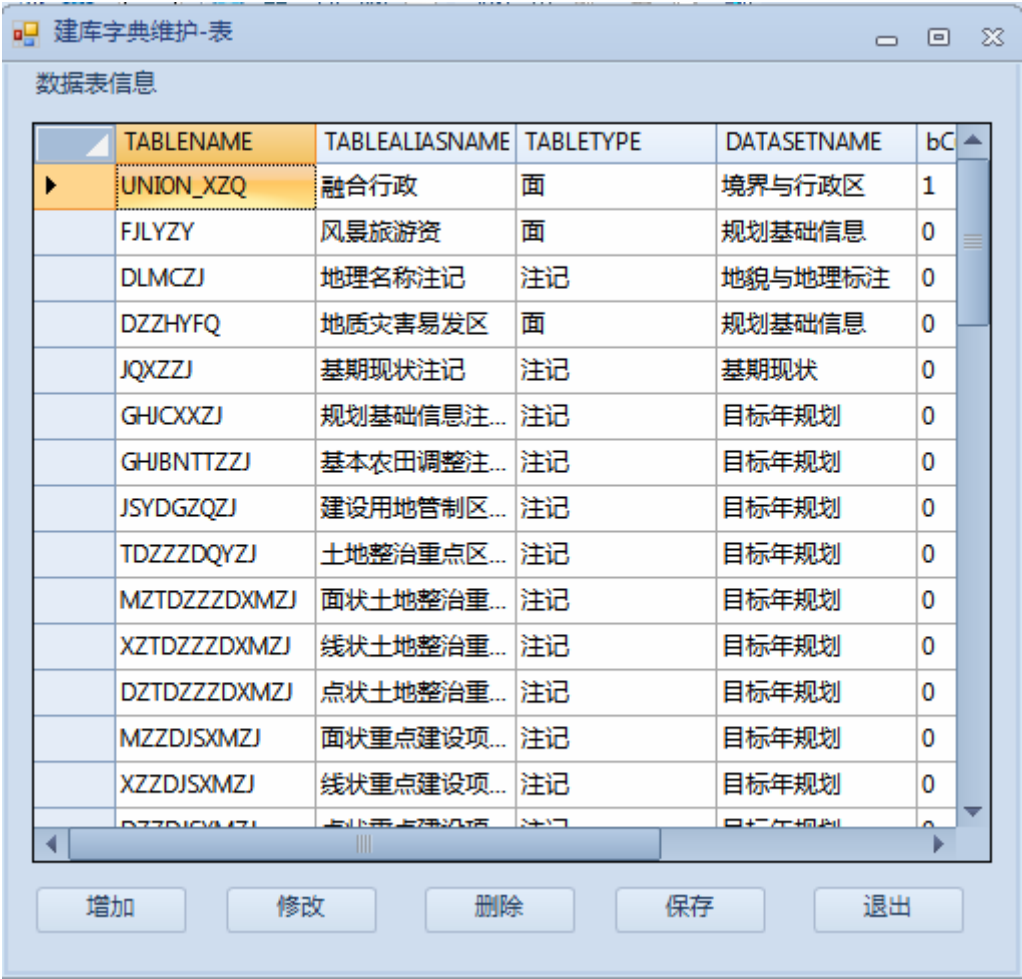 建库字典维护-表
数据表信息
TABLENAME TABLEALIASNAME TABLETYPE DATASETNAME bC
UNION_XZQ 融合行政 面 境界与行政区 1
FJLYZY 风景旅游资 面 规划基础信息 0
DLMCZJ 地理名称注记 注记 地貌与地理标注 0
DZZHYFQ 地质灾害易发区 面 规划基础信息 0
JQXZZJ 基期现状注记 注记 基期现状 0
GHJCXXZJ 规划基础信息注... 注记 目标年规划 0
GHJBNTTZZJ 基本农田调整注... 注记 目标年规划 0
JSYDGZQZJ 建设用地管制区... 注记 目标年规划 0
TDZZZDQYZJ 土地整治重点区... 注记 目标年规划 0
MZTDZZZDXMZJ 面状土地整治重... 注记 目标年规划 0
XZTDZZZDXMZJ 线状土地整治重... 注记 目标年规划 0
DZTDZZZDXMZJ 点状土地整治重... 注记 目标年规划 0
MZZDJSXMZJ 面状重点建设项... 注记 目标年规划 0
XZZDJSXMZJ 线状重点建设项... 注记 目标年规划 0
增加 修改 删除 保存 退出